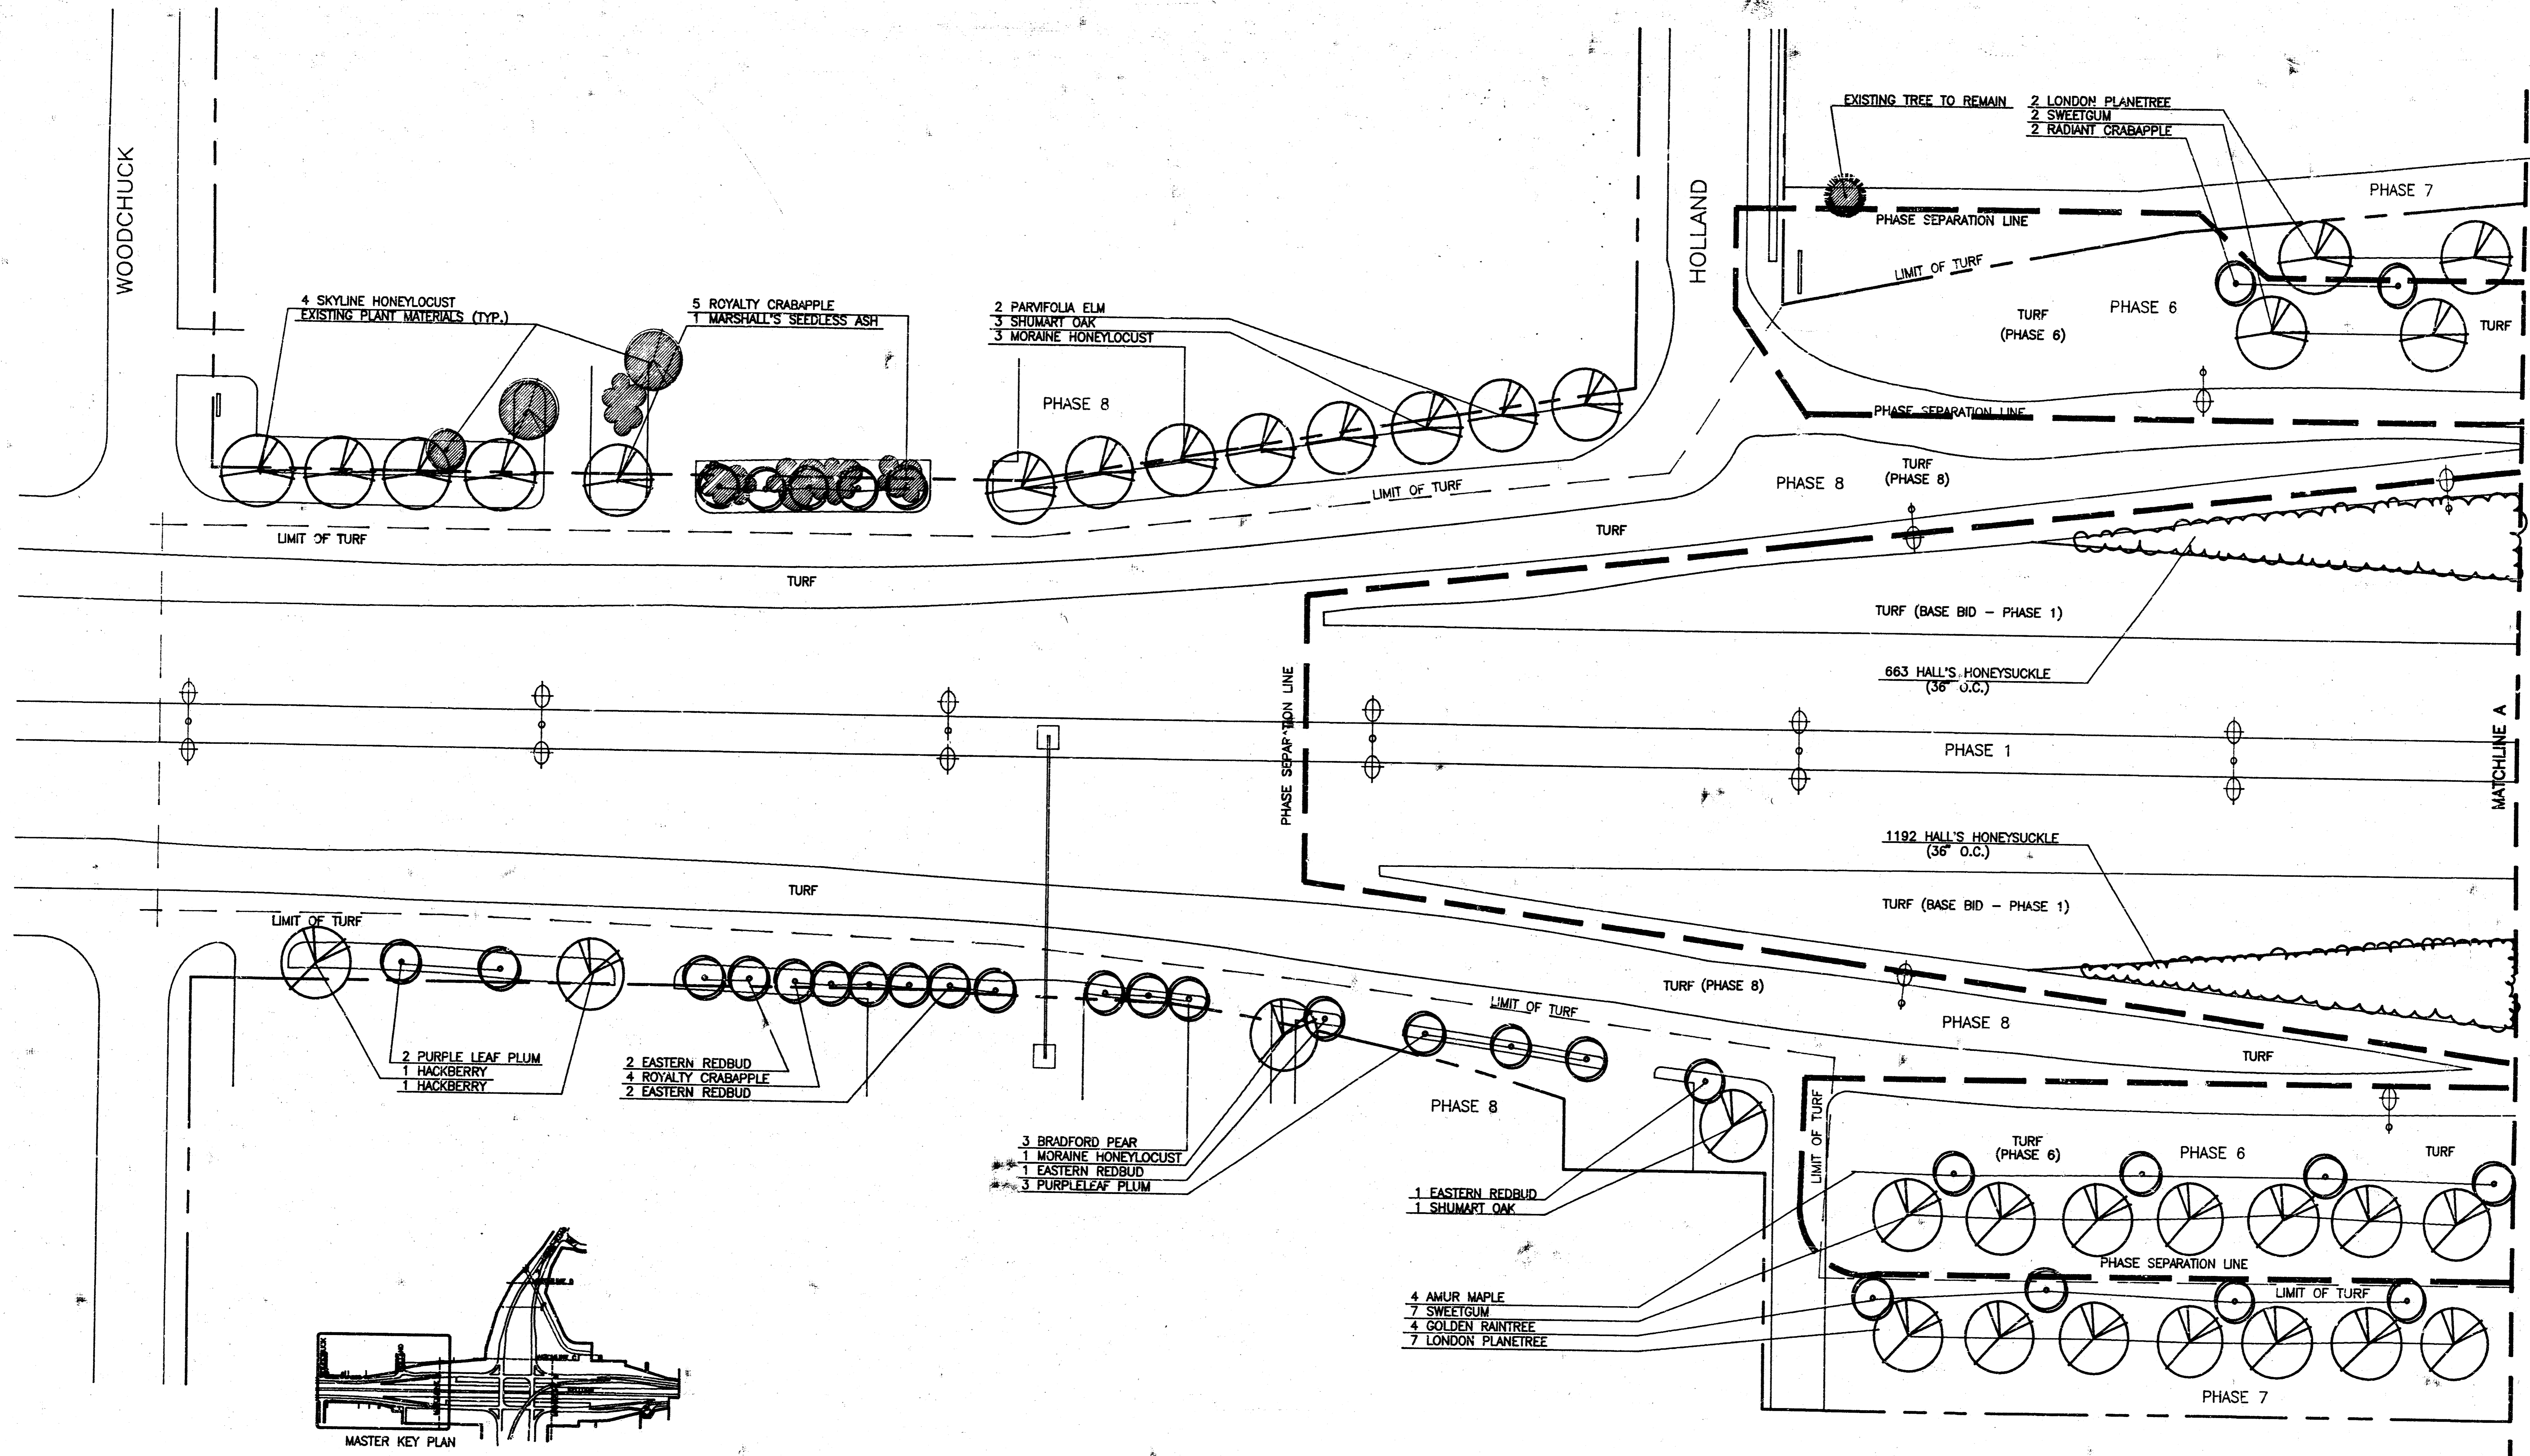 WOODCHUCK
4 SKYLINE HONEYLOCUST
EXISTING PLANT MATERIALS (TYP.)
5 ROYALTY CRABAPPLE
1 MARSHALL'S SEEDLESS ASH
2 PARVIFOLIA ELM
3 SHUMART OAK
3 MORAINE HONEYLOCUST
PHASE 8
HOLLAND
EXISTING TREE TO REMAIN
2 LONDON PLANETREE
2 SWEETGUM
2 RADIANT CRABAPPLE
PHASE 7
PHASE SEPARATION LINE
LIMIT OF TURF
PHASE 6
TURF
(PHASE 6)
TURF
PHASE SEPARATION LINE
TURF
(PHASE 8)
PHASE 8
LIMIT OF TURF
LIMIT OF TURF
TURF
TURF
TURF (BASE BID - PHASE 1)
663 HALL'S HONEYSUCKLE
(36" O.C.)
PHASE SEPARATION LINE
PHASE 1
MATCHLINE A
1192 HALL'S HONEYSUCKLE
(36" O.C.)
TURF
TURF (BASE BID - PHASE 1)
LIMIT OF TURF
TURF (PHASE 8)
LIMIT OF TURF
PHASE 8
TURF
2 PURPLE LEAF PLUM
1 HACKBERRY
1 HACKBERRY
2 EASTERN REDBUD
4 ROYALTY CRABAPPLE
2 EASTERN REDBUD
PHASE 8
3 BRADFORD PEAR
1 MORAINE HONEYLOCUST
1 EASTERN REDBUD
3 PURPLELEAF PLUM
1 EASTERN REDBUD
1 SHUMART OAK
LIMIT OF TURF
TURF
(PHASE 6)
PHASE 6
TURF
PHASE SEPARATION LINE
LIMIT OF TURF
4 AMUR MAPLE
7 SWEETGUM
4 GOLDEN RAINTREE
7 LONDON PLANETREE
PHASE 7
MASTER KEY PLAN